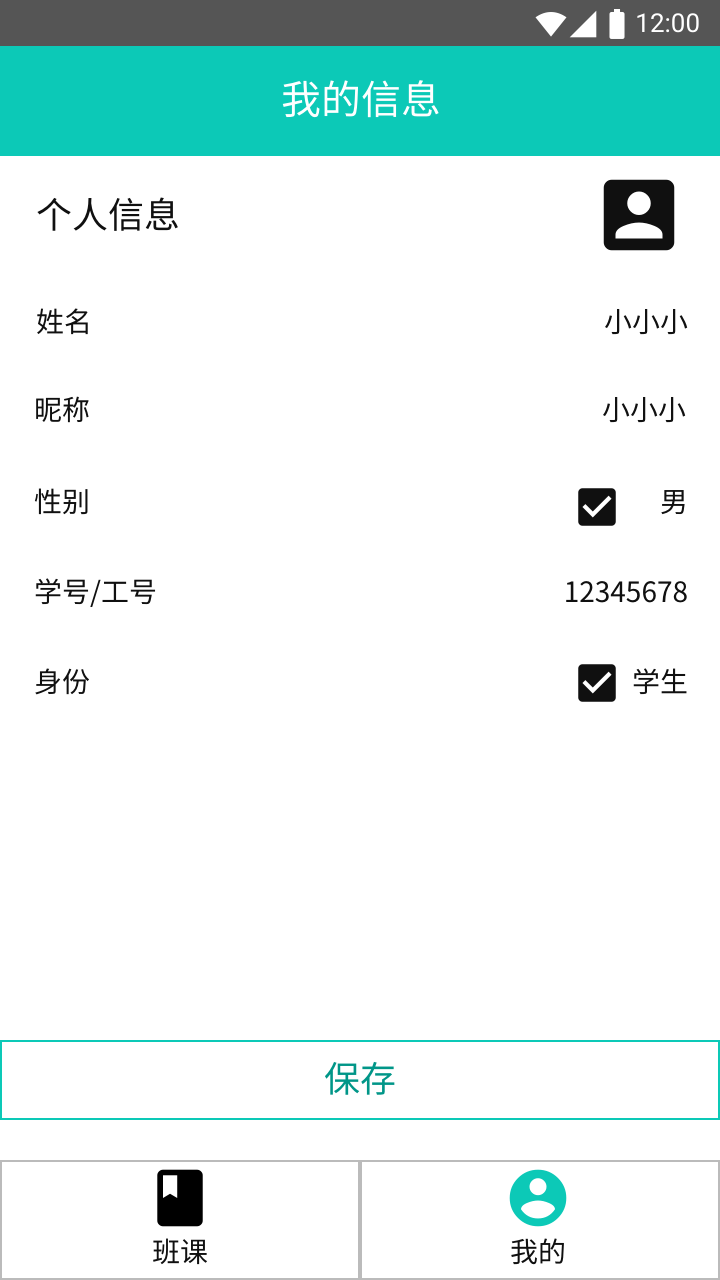 12:00
我的信息
个人信息
姓名 小小小
昵称 小小小
性别 男
学号/工号 12345678
身份 学生
保存
班课 我的